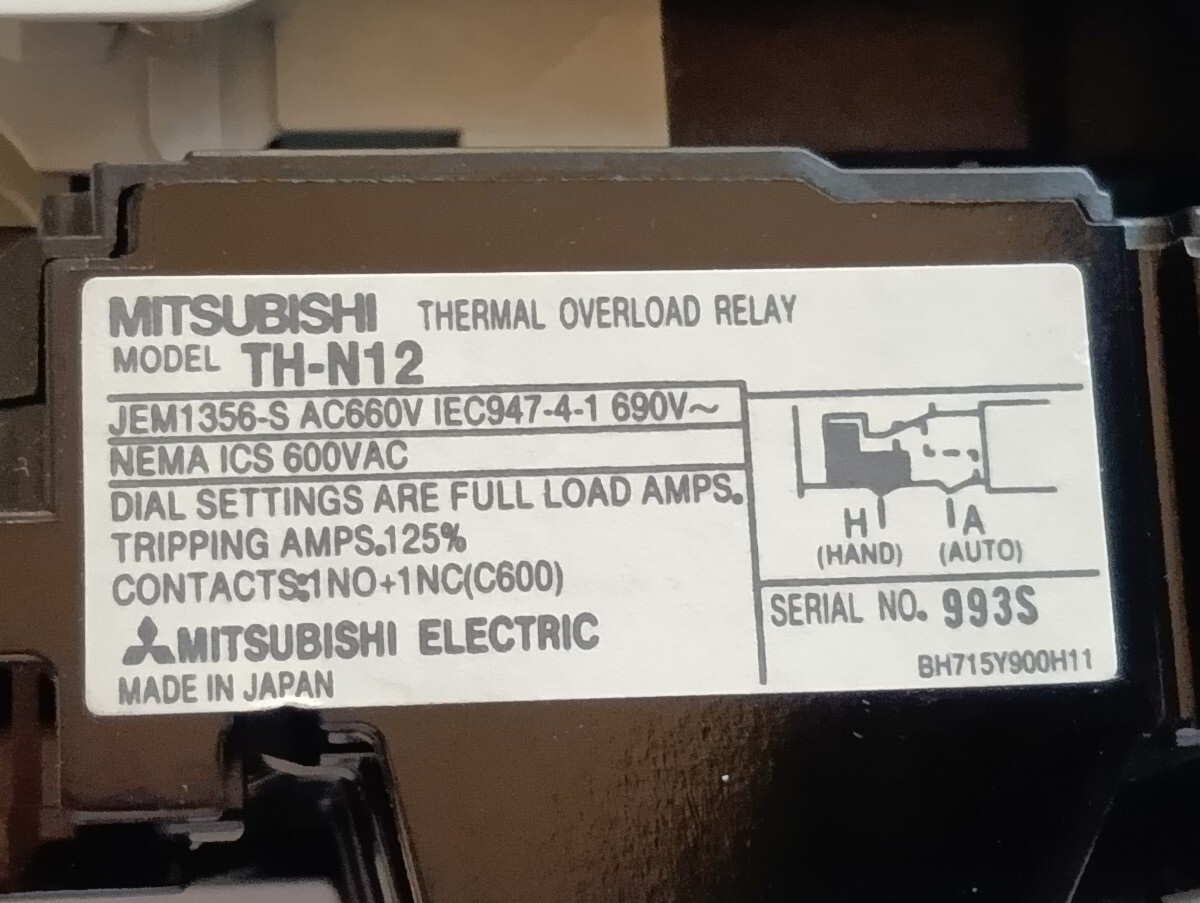 MITSUBISHI THERMAL OVERLOAD RELAY
MODEL TH-N12
JEM1356-S AC660V IEC947-4-1 690V~
NEMA ICS 600VAC
DIAL SETTINGS ARE FULL LOAD AMPS.
TRIPPING AMPS.125%
CONTACTS:1NO+1NC(C600)
MITSUBISHI ELECTRIC
MADE IN JAPAN
H A
(HAND) (AUTO)
SERIAL NO. 993S
BH715Y900H11